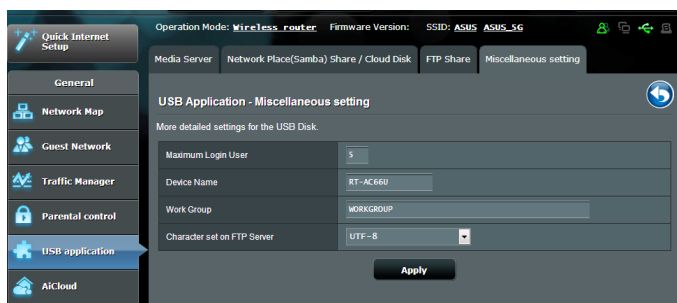 Quick Internet Setup
Operation Mode: Wireless router Firmware Version: SSID: ASUS ASUS_5G
Media Server Network Place(Samba) Share / Cloud Disk FTP Share Miscellaneous setting
General
Network Map
Guest Network
Traffic Manager
Parental control
USB application
AiCloud
USB Application - Miscellaneous setting
More detailed settings for the USB Disk.
Maximum Login User 5
Device Name RT-AC66U
Work Group WORKGROUP
Character set on FTP Server UTF-8
Apply